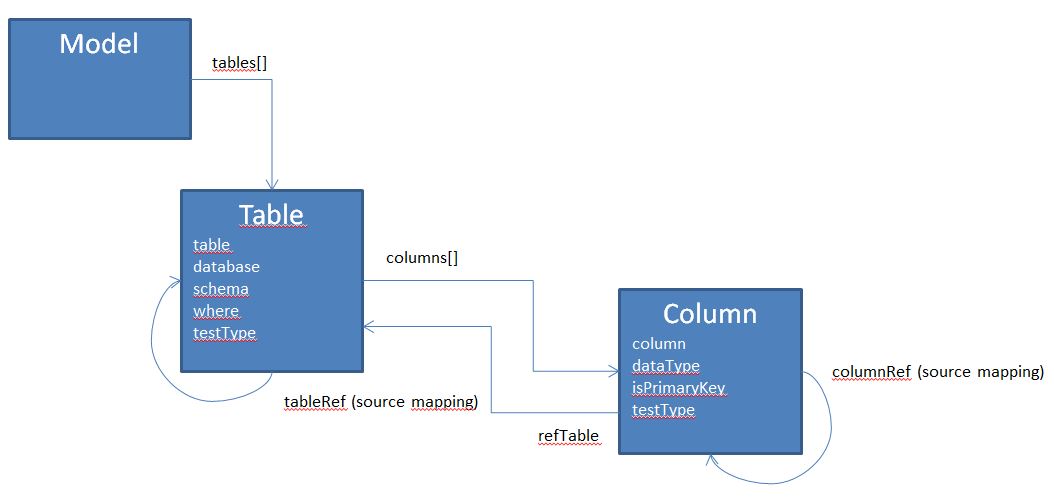 Model
tables[]
Table
table
database
schema
where
testType
columns[]
tableRef (source mapping)
Column
column
dataType
isPrimaryKey
testType
columnRef (source mapping)
refTable